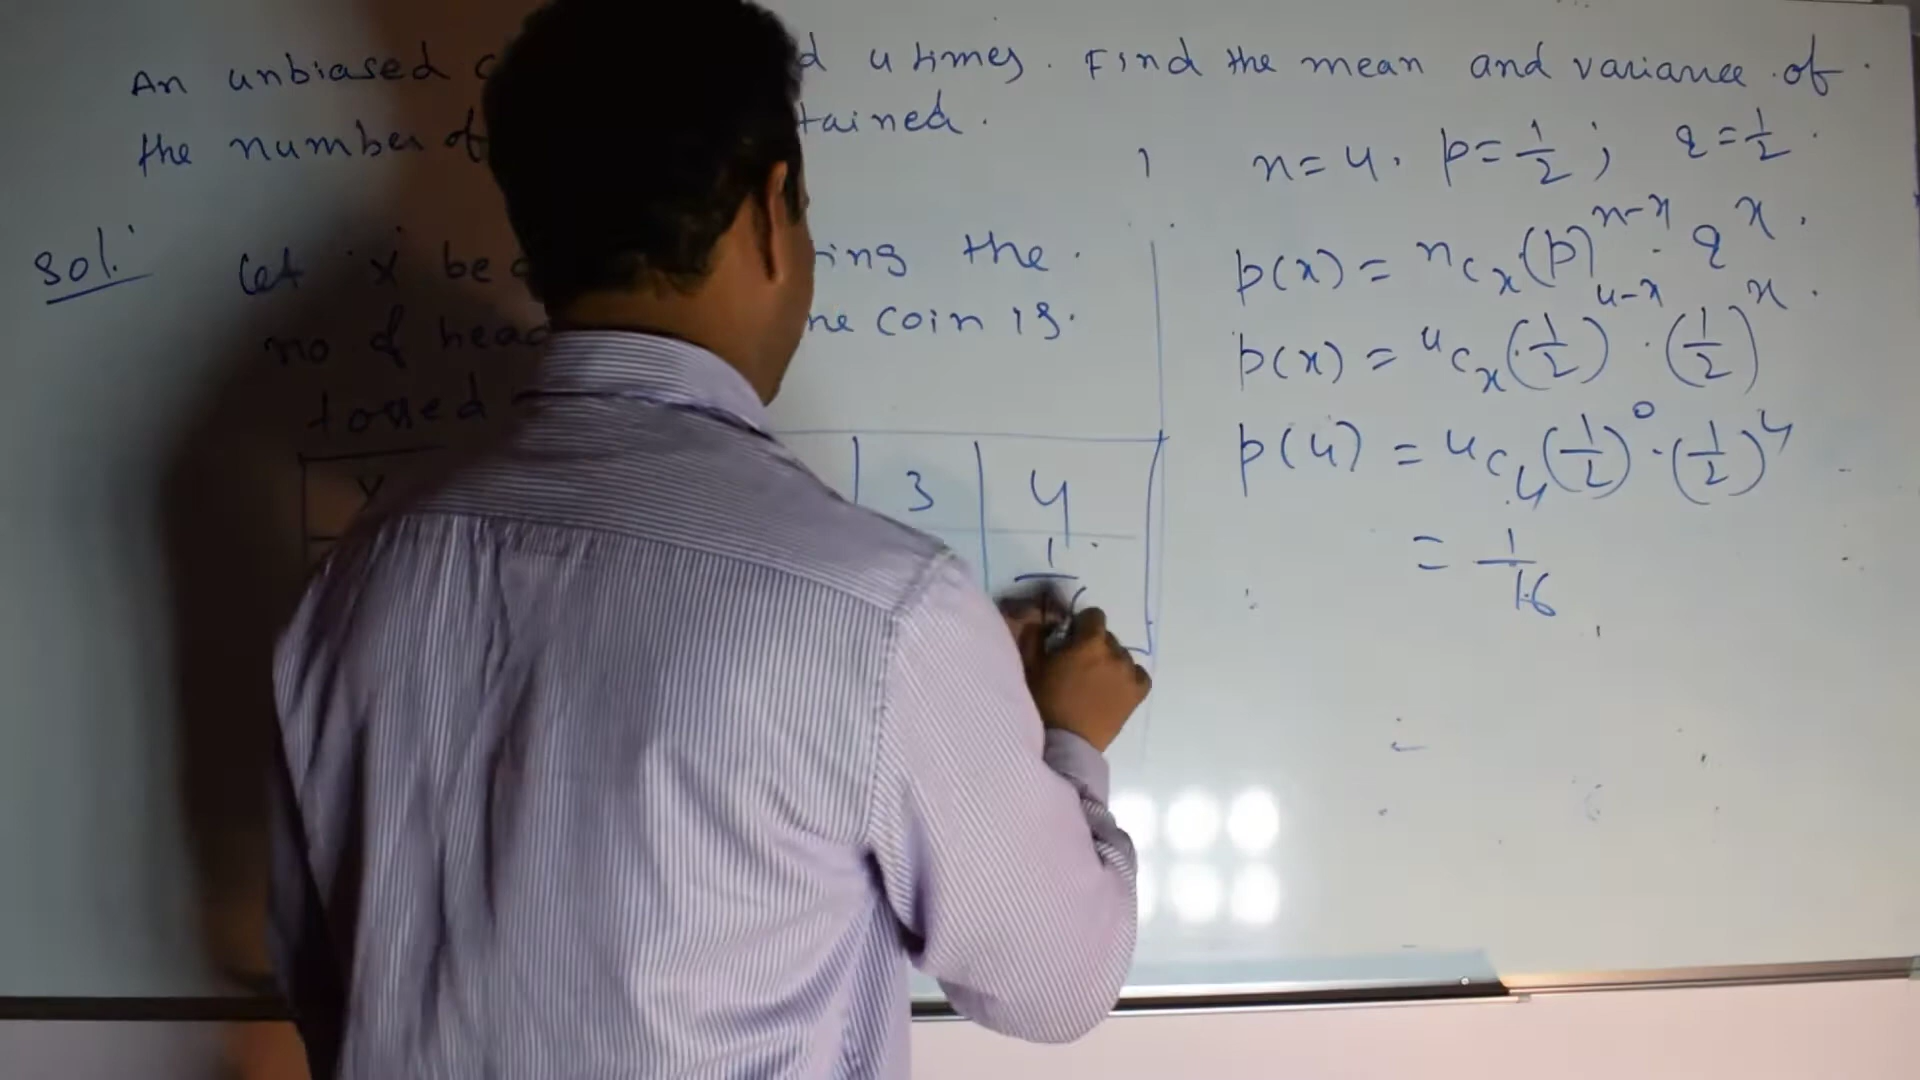 An unbiased 4 times. Find the mean and variance of
the number of tained.
n=4. p=1/2; q=1/2
sol: Let 'X' be ing the
no of head coin is
tossed
X 3 4
1/16
p(x) = nCx (p)^n-x . q^x
p(x) = 4Cx (1/2)^4-x . (1/2)^x
p(4) = 4C4 (1/2)^0 . (1/2)^4
= 1/16